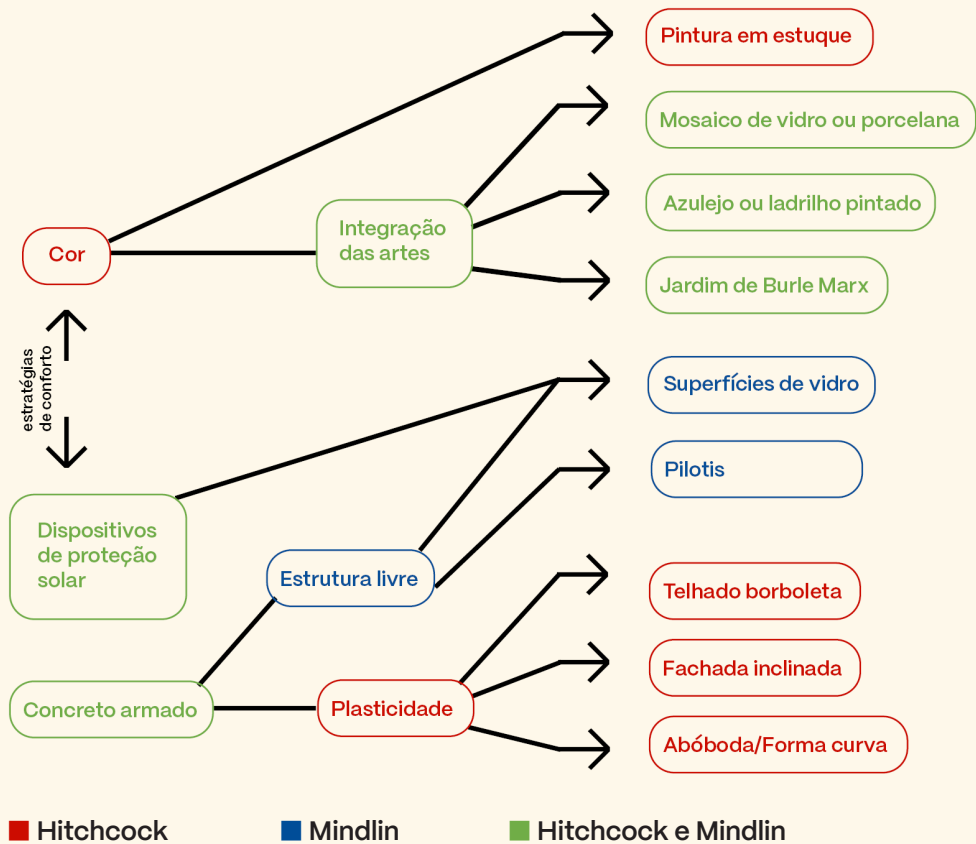 Pintura em estuque
Mosaico de vidro ou porcelana
Azulejo ou ladrilho pintado
Integração
das artes
Cor
Jardim de Burle Marx
estratégias
de conforto
Superfícies de vidro
Pilotis
Dispositivos
de proteção
solar
Estrutura livre
Telhado borboleta
Fachada inclinada
Concreto armado
Plasticidade
Abóboda/Forma curva
Hitchcock
Mindlin
Hitchcock e Mindlin